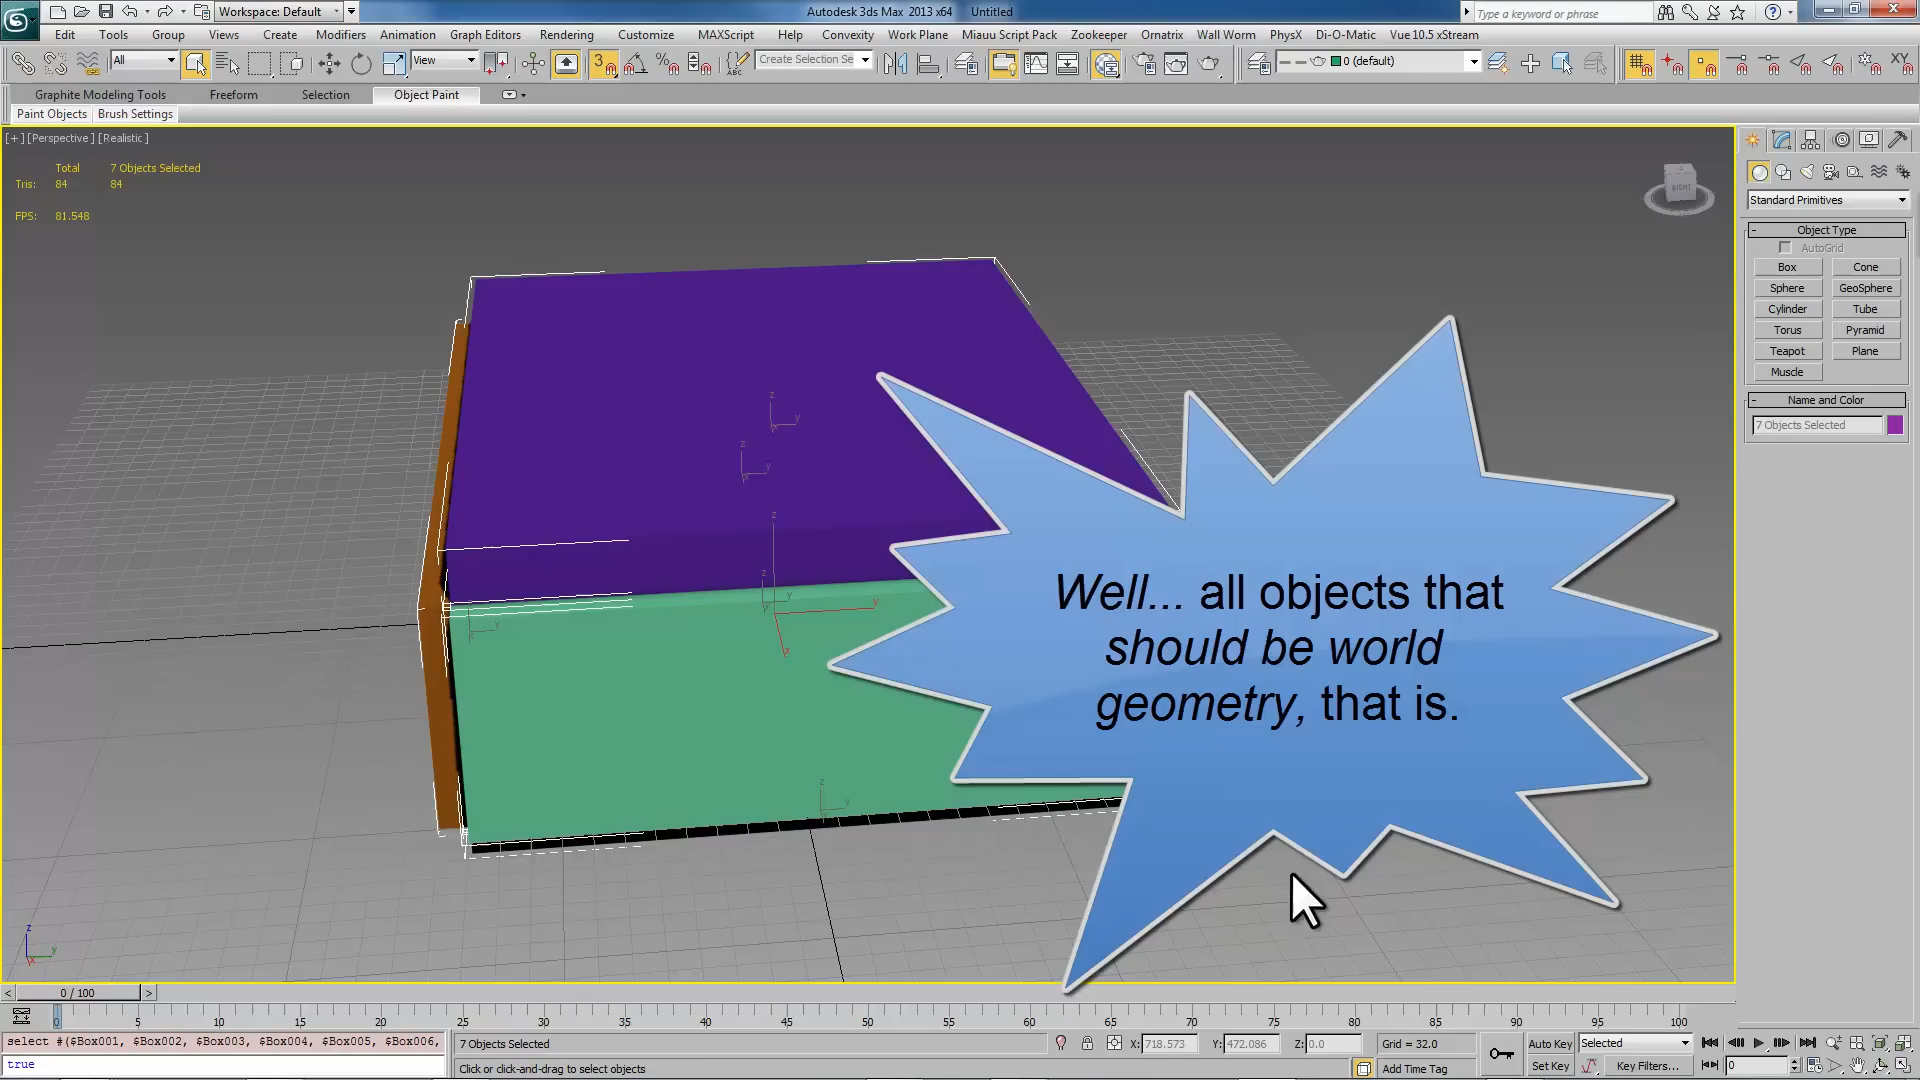 Workspace: Default
Autodesk 3ds Max 2013 x64 Untitled
Type a keyword or phrase
Edit Tools Group Views Create Modifiers Animation Graph Editors Rendering Customize MAXScript Help Convexity Work Plane Miauu Script Pack Zookeeper Ornatrix Wall Worm PhysX Di-O-Matic Vue 10.5 xStream
All View 3 Create Selection Se 0 (default) XY
Graphite Modeling Tools Freeform Selection Object Paint
Paint Objects Brush Settings
[+] [Perspective] [Realistic]
Total 7 Objects Selected
Tris: 84 84
FPS: 81.548
RIGHT
Standard Primitives
- Object Type
AutoGrid
Box Cone
Sphere GeoSphere
Cylinder Tube
Torus Pyramid
Teapot Plane
Muscle
- Name and Color
7 Objects Selected
Well... all objects that
should be world
geometry, that is.
< 0 / 100 >
0 5 10 15 20 25 30 35 40 45 50 55 60 65 70 75 80 85 90 95 100
select #($Box001, $Box002, $Box003, $Box004, $Box005, $Box006,
true
7 Objects Selected X: 718.573 Y: 472.086 Z: 0.0 Grid = 32.0 Auto Key Selected
Click or click-and-drag to select objects Add Time Tag Set Key Key Filters... 0